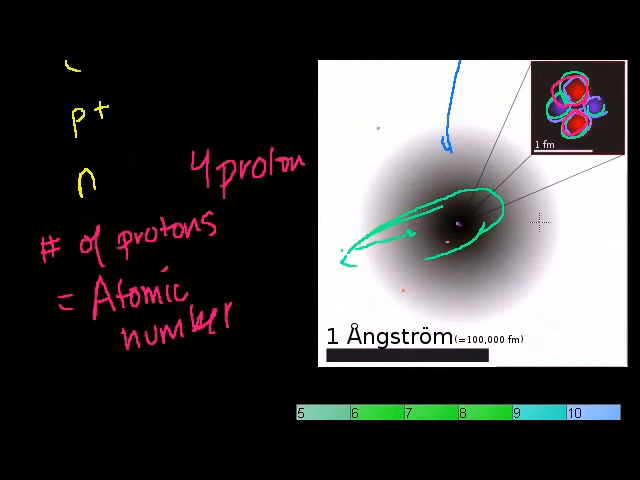 p+
n
4 proton
# of protons
= Atomic
number
1 fm
1 Ångström (=100,000 fm)
5 6 7 8 9 10